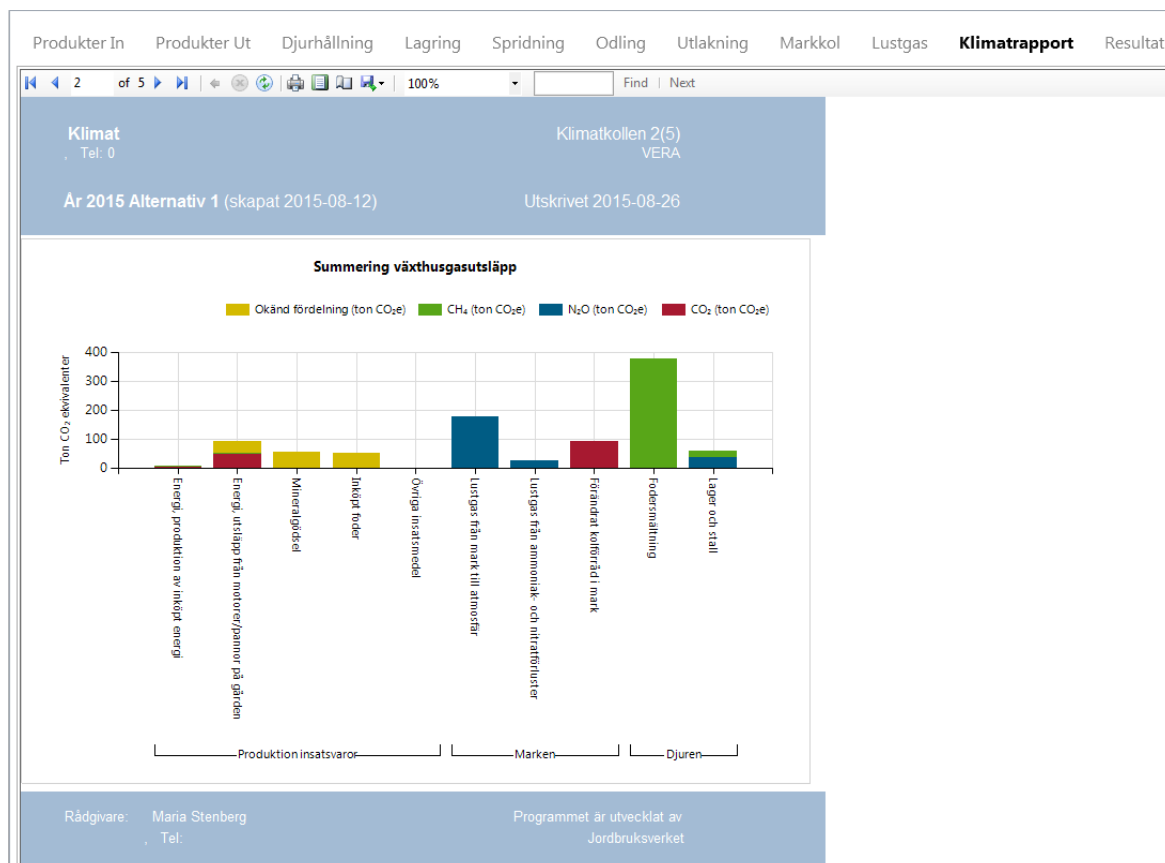 Produkter In Produkter Ut Djurhållning Lagring Spridning Odling Utlakning Markkol Lustgas Klimatrapport Resultat
2 of 5 100% Find | Next
Klimat Klimatkollen 2(5)
, Tel: 0 VERA
År 2015 Alternativ 1 (skapat 2015-08-12) Utskrivet 2015-08-26
Summering växthusgasutsläpp
Okänd fördelning (ton CO₂e) CH₄ (ton CO₂e) N₂O (ton CO₂e) CO₂ (ton CO₂e)
Ton CO₂ ekvivalenter
400
300
200
100
0
Energi, produktion av inköpt energi
Energi, utsläpp från motorer/pannor på gården
Mineralgödsel
Inköpt foder
Övriga insatsmedel
Lustgas från mark till atmosfär
Lustgas från ammoniak- och nitratförluster
Förändrat kolförråd i mark
Fodersmältning
Lager och stall
Produktion insatsvaror Marken Djuren
Rådgivare: Maria Stenberg Programmet är utvecklat av
, Tel: Jordbruksverket